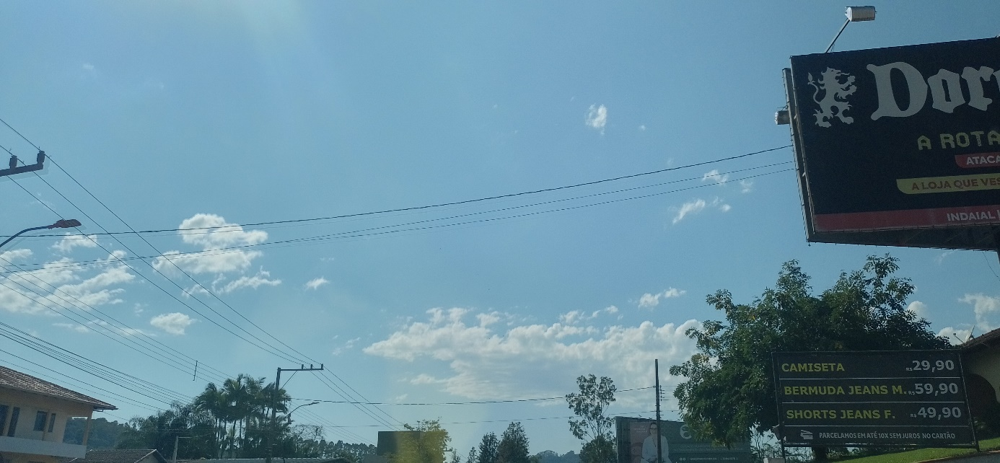 Dor
A ROTA
ATACA
A LOJA QUE VES
INDAIAL
CAMISETA R$ 29,90
BERMUDA JEANS M. R$ 59,90
SHORTS JEANS F. R$ 49,90
PARCELAMOS EM ATÉ 10X SEM JUROS NO CARTÃO